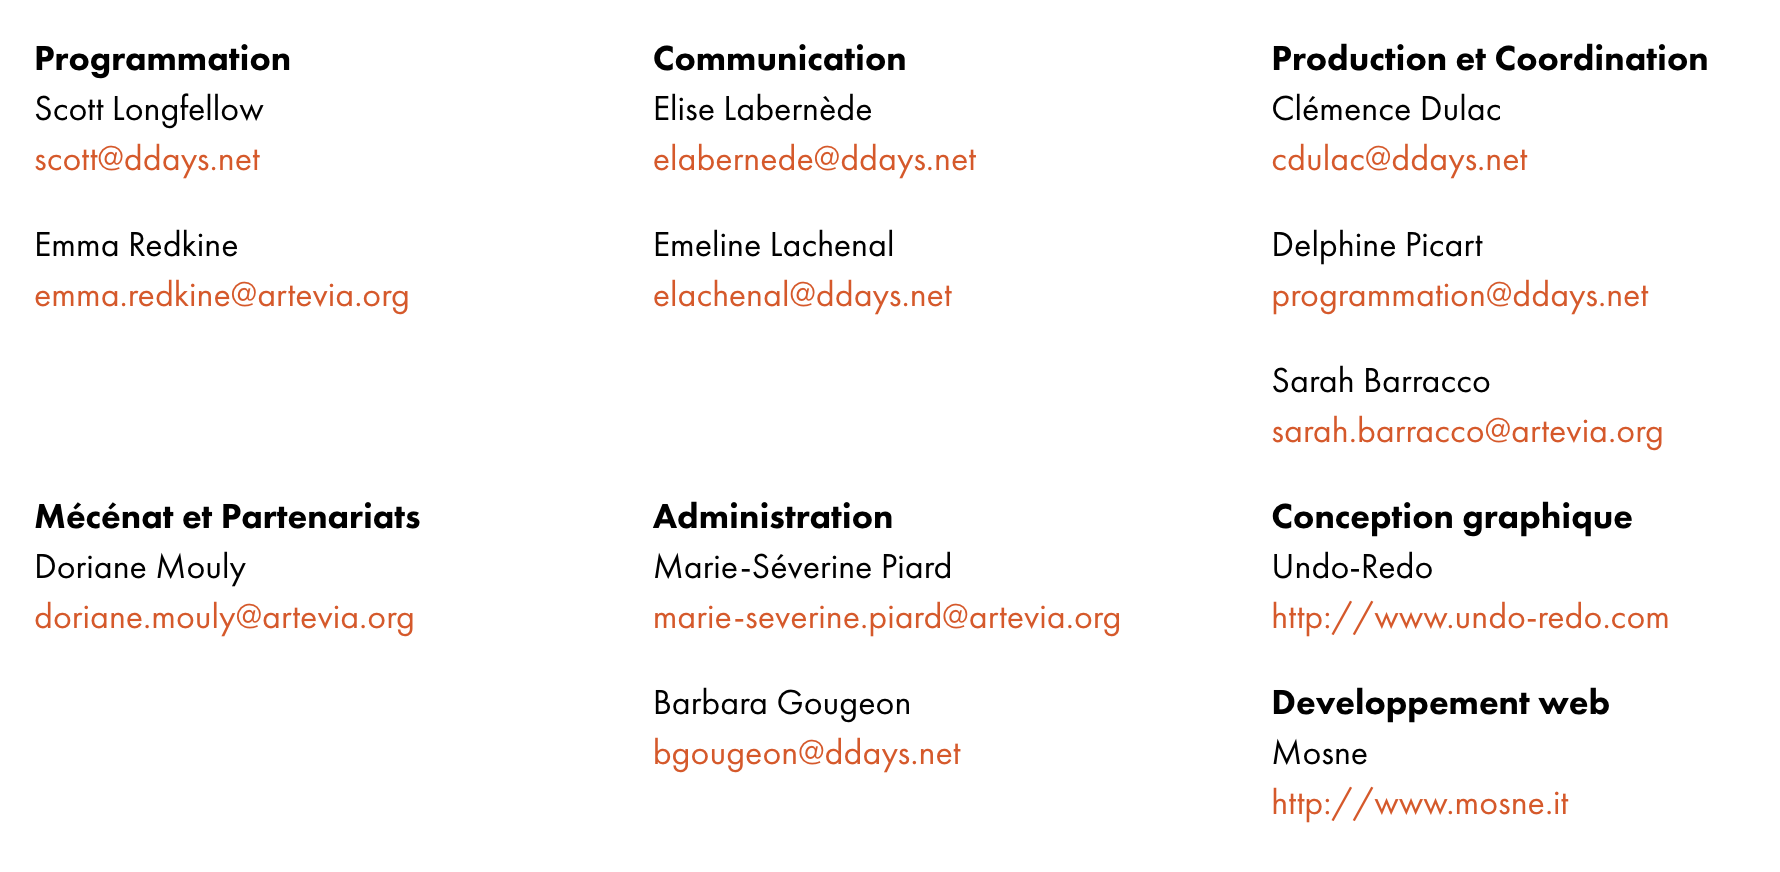 Programmation
Scott Longfellow
scott@ddays.net
Emma Redkine
emma.redkine@artevia.org
Communication
Elise Labernède
elabernede@ddays.net
Emeline Lachenal
elachenal@ddays.net
Production et Coordination
Clémence Dulac
cdulac@ddays.net
Delphine Picart
programmation@ddays.net
Sarah Barracco
sarah.barracco@artevia.org
Mécénat et Partenariats
Doriane Mouly
doriane.mouly@artevia.org
Administration
Marie-Séverine Piard
marie-severine.piard@artevia.org
Barbara Gougeon
bgougeon@ddays.net
Conception graphique
Undo-Redo
http://www.undo-redo.com
Developpement web
Mosne
http://www.mosne.it